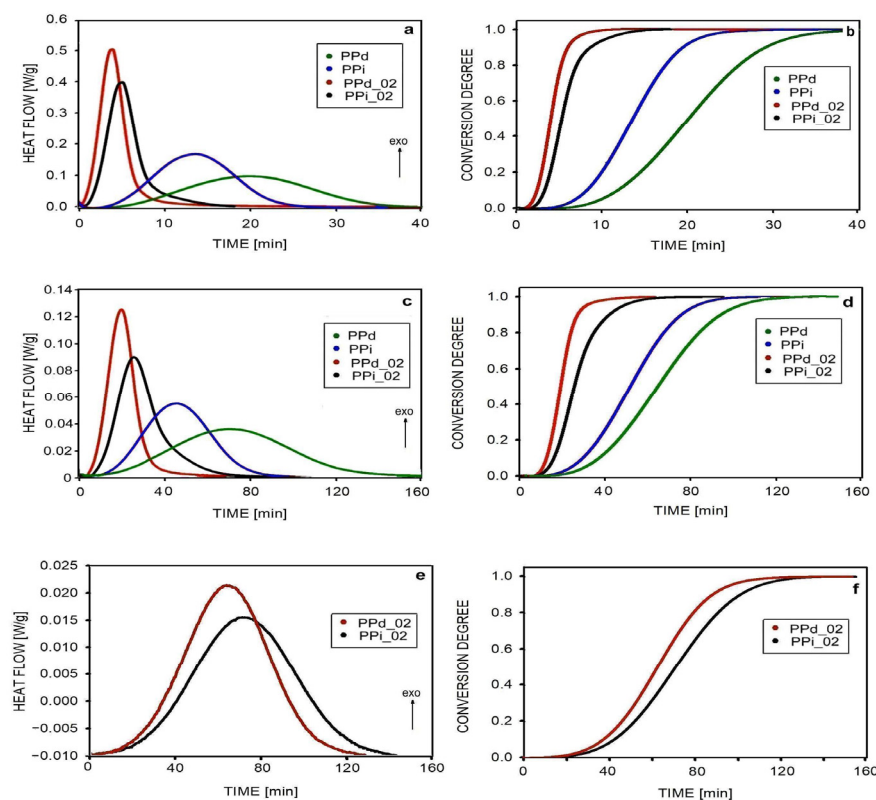 a
HEAT FLOW [W/g]
0.6
0.5
0.4
0.3
0.2
0.1
0.0
PPd
PPi
PPd_02
PPi_02
exo
0 10 20 30 40
TIME [min]
b
CONVERSION DEGREE
1.0
0.8
0.6
0.4
0.2
0.0
PPd
PPi
PPd_02
PPi_02
0 10 20 30 40
TIME [min]
c
HEAT FLOW [W/g]
0.14
0.12
0.10
0.08
0.06
0.04
0.02
0
PPd
PPi
PPd_02
PPi_02
exo
0 40 80 120 160
TIME [min]
d
CONVERSION DEGREE
1.0
0.8
0.6
0.4
0.2
0.0
PPd
PPi
PPd_02
PPi_02
0 40 80 120 160
TIME [min]
e
HEAT FLOW [W/g]
0.025
0.020
0.015
0.010
0.005
0.000
−0.005
−0.010
PPd_02
PPi_02
exo
0 40 80 120 160
TIME [min]
f
CONVERSION DEGREE
1.0
0.8
0.6
0.4
0.2
0.0
PPd_02
PPi_02
0 40 80 120 160
TIME [min]